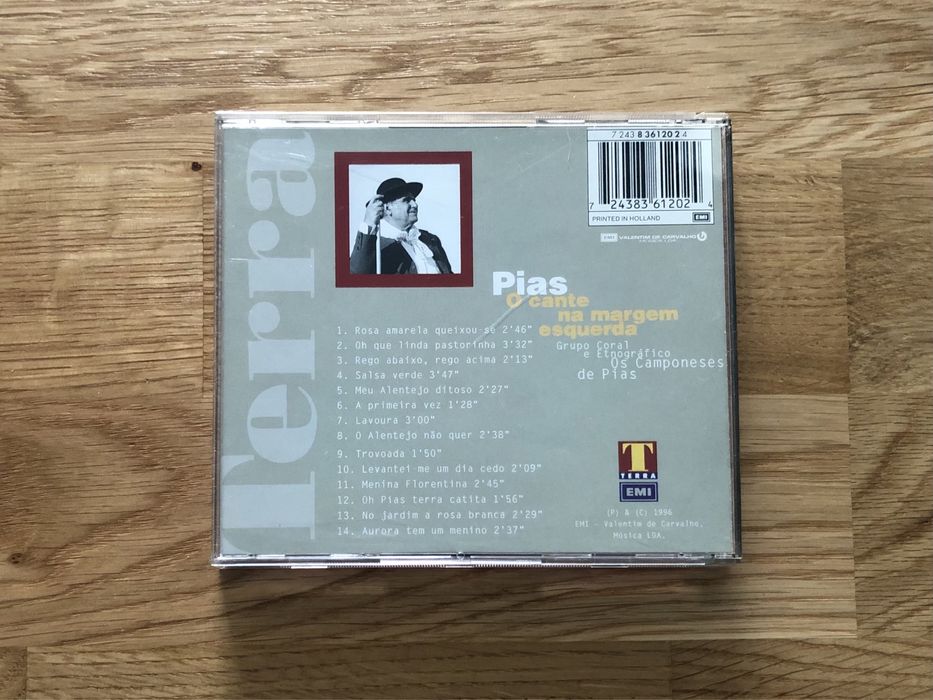 Terra
7 243 8 36120 2 4
7 24383 61202 4
PRINTED IN HOLLAND EMI
EMI VALENTIM DE CARVALHO
MÚSICA LDA.
Pias
O cante
na margem
esquerda
Grupo Coral
e Etnográfico
Os Camponeses
de Pias
1. Rosa amarela queixou-se 2'46"
2. Oh que linda pastorinha 3'32"
3. Rego abaixo, rego acima 2'13"
4. Salsa verde 3'47"
5. Meu Alentejo ditoso 2'27"
6. A primeira vez 1'28"
7. Lavoura 3'00"
8. O Alentejo não quer 2'38"
9. Trovoada 1'50"
10. Levantei-me um dia cedo 2'09"
11. Menina Florentina 2'45"
12. Oh Pias terra catita 1'56"
13. No jardim a rosa branca 2'29"
14. Aurora tem um menino 2'37"
T
TERRA
EMI
(P) & (C) 1996
EMI - Valentim de Carvalho,
Música LDA.